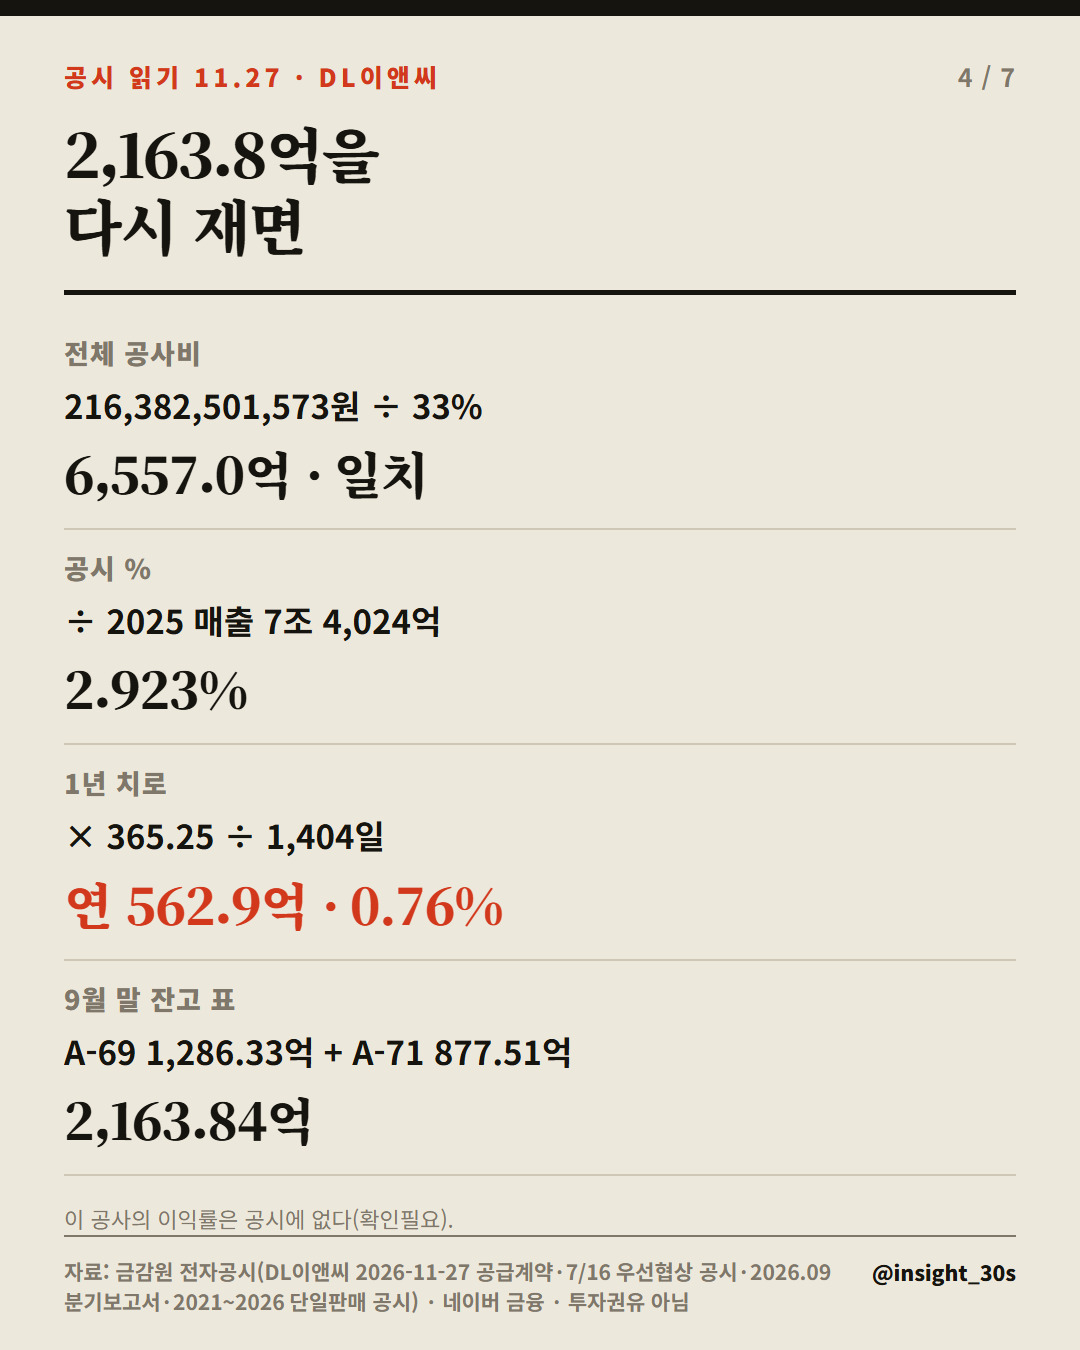 공시 읽기 11.27 · DL이앤씨
4 / 7
2,163.8억을
다시 재면
전체 공사비
216,382,501,573원 ÷ 33%
6,557.0억 · 일치
공시 %
÷ 2025 매출 7조 4,024억
2.923%
1년 치로
× 365.25 ÷ 1,404일
연 562.9억 · 0.76%
9월 말 잔고 표
A-69 1,286.33억 + A-71 877.51억
2,163.84억
이 공사의 이익률은 공시에 없다(확인필요).
자료: 금감원 전자공시(DL이앤씨 2026-11-27 공급계약·7/16 우선협상 공시·2026.09
분기보고서·2021~2026 단일판매 공시) · 네이버 금융 · 투자권유 아님
@insight_30s